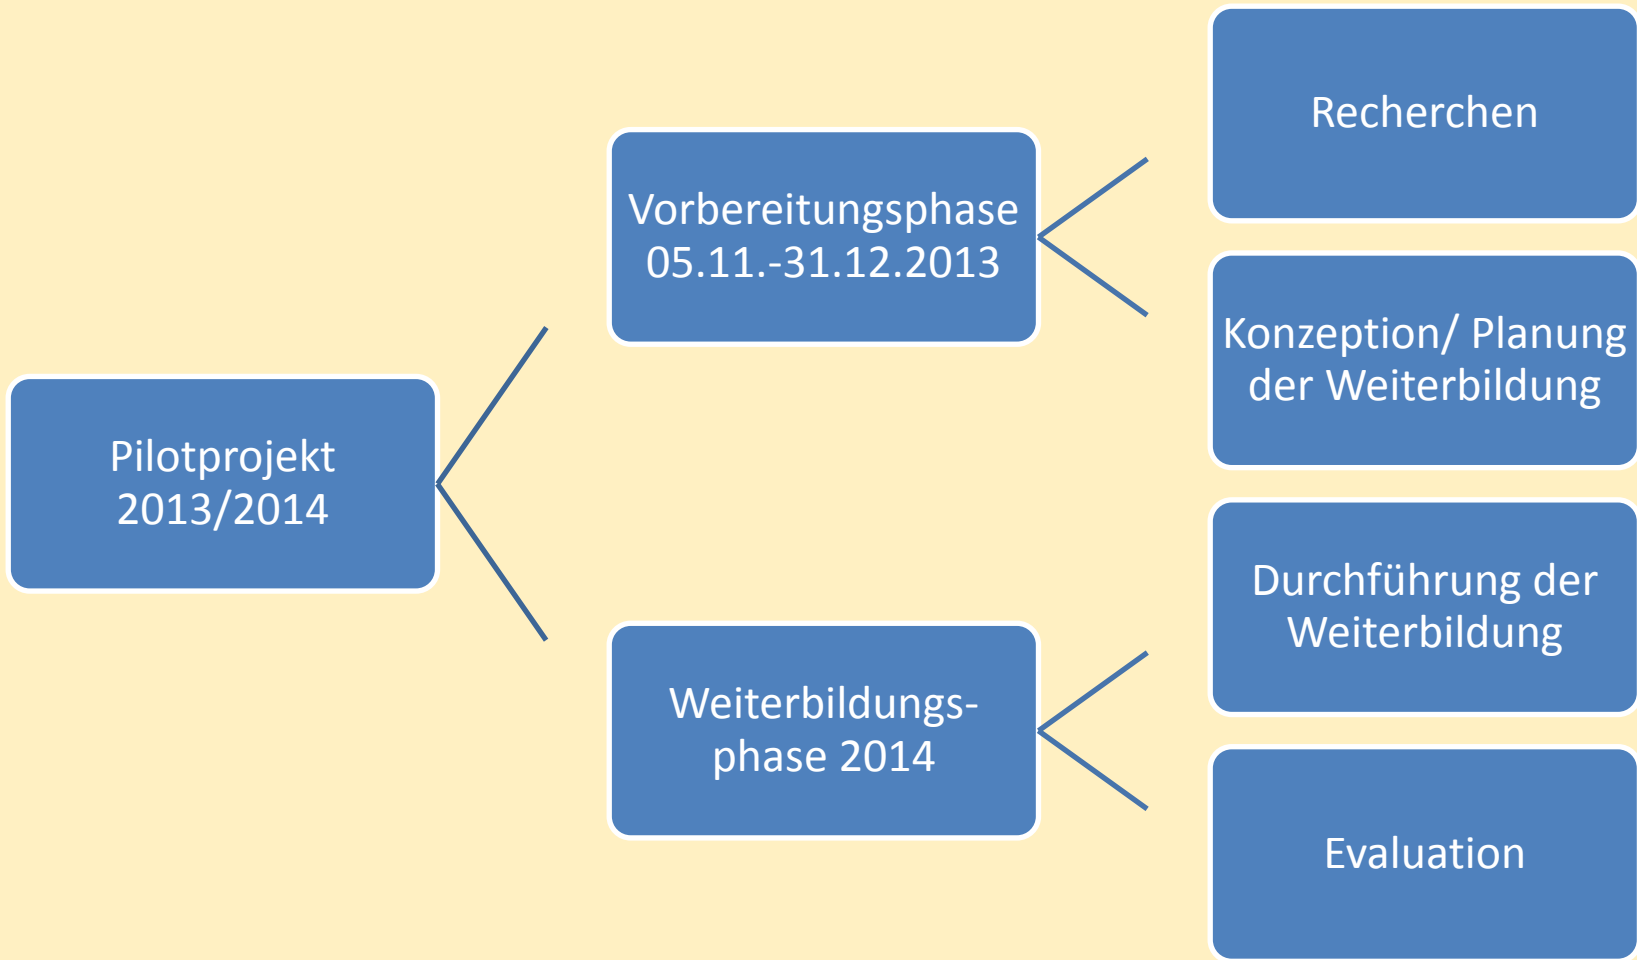 Pilotprojekt
2013/2014
Vorbereitungsphase
05.11.-31.12.2013
Recherchen
Konzeption/ Planung
der Weiterbildung
Weiterbildungs-
phase 2014
Durchführung der
Weiterbildung
Evaluation